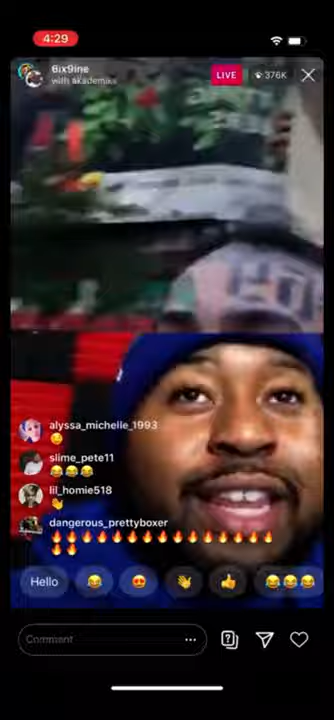 4:29
6ix9ine
with akademiks
LIVE
376K
alyssa_michelle_1993
😋
slime_pete11
😂😂😂
lil_homie518
👋
dangerous_prettyboxer
🔥🔥🔥🔥🔥🔥🔥🔥🔥🔥🔥🔥🔥🔥🔥
🔥🔥
Hello 😂 😍 👋 👍 😂😂😂
Comment